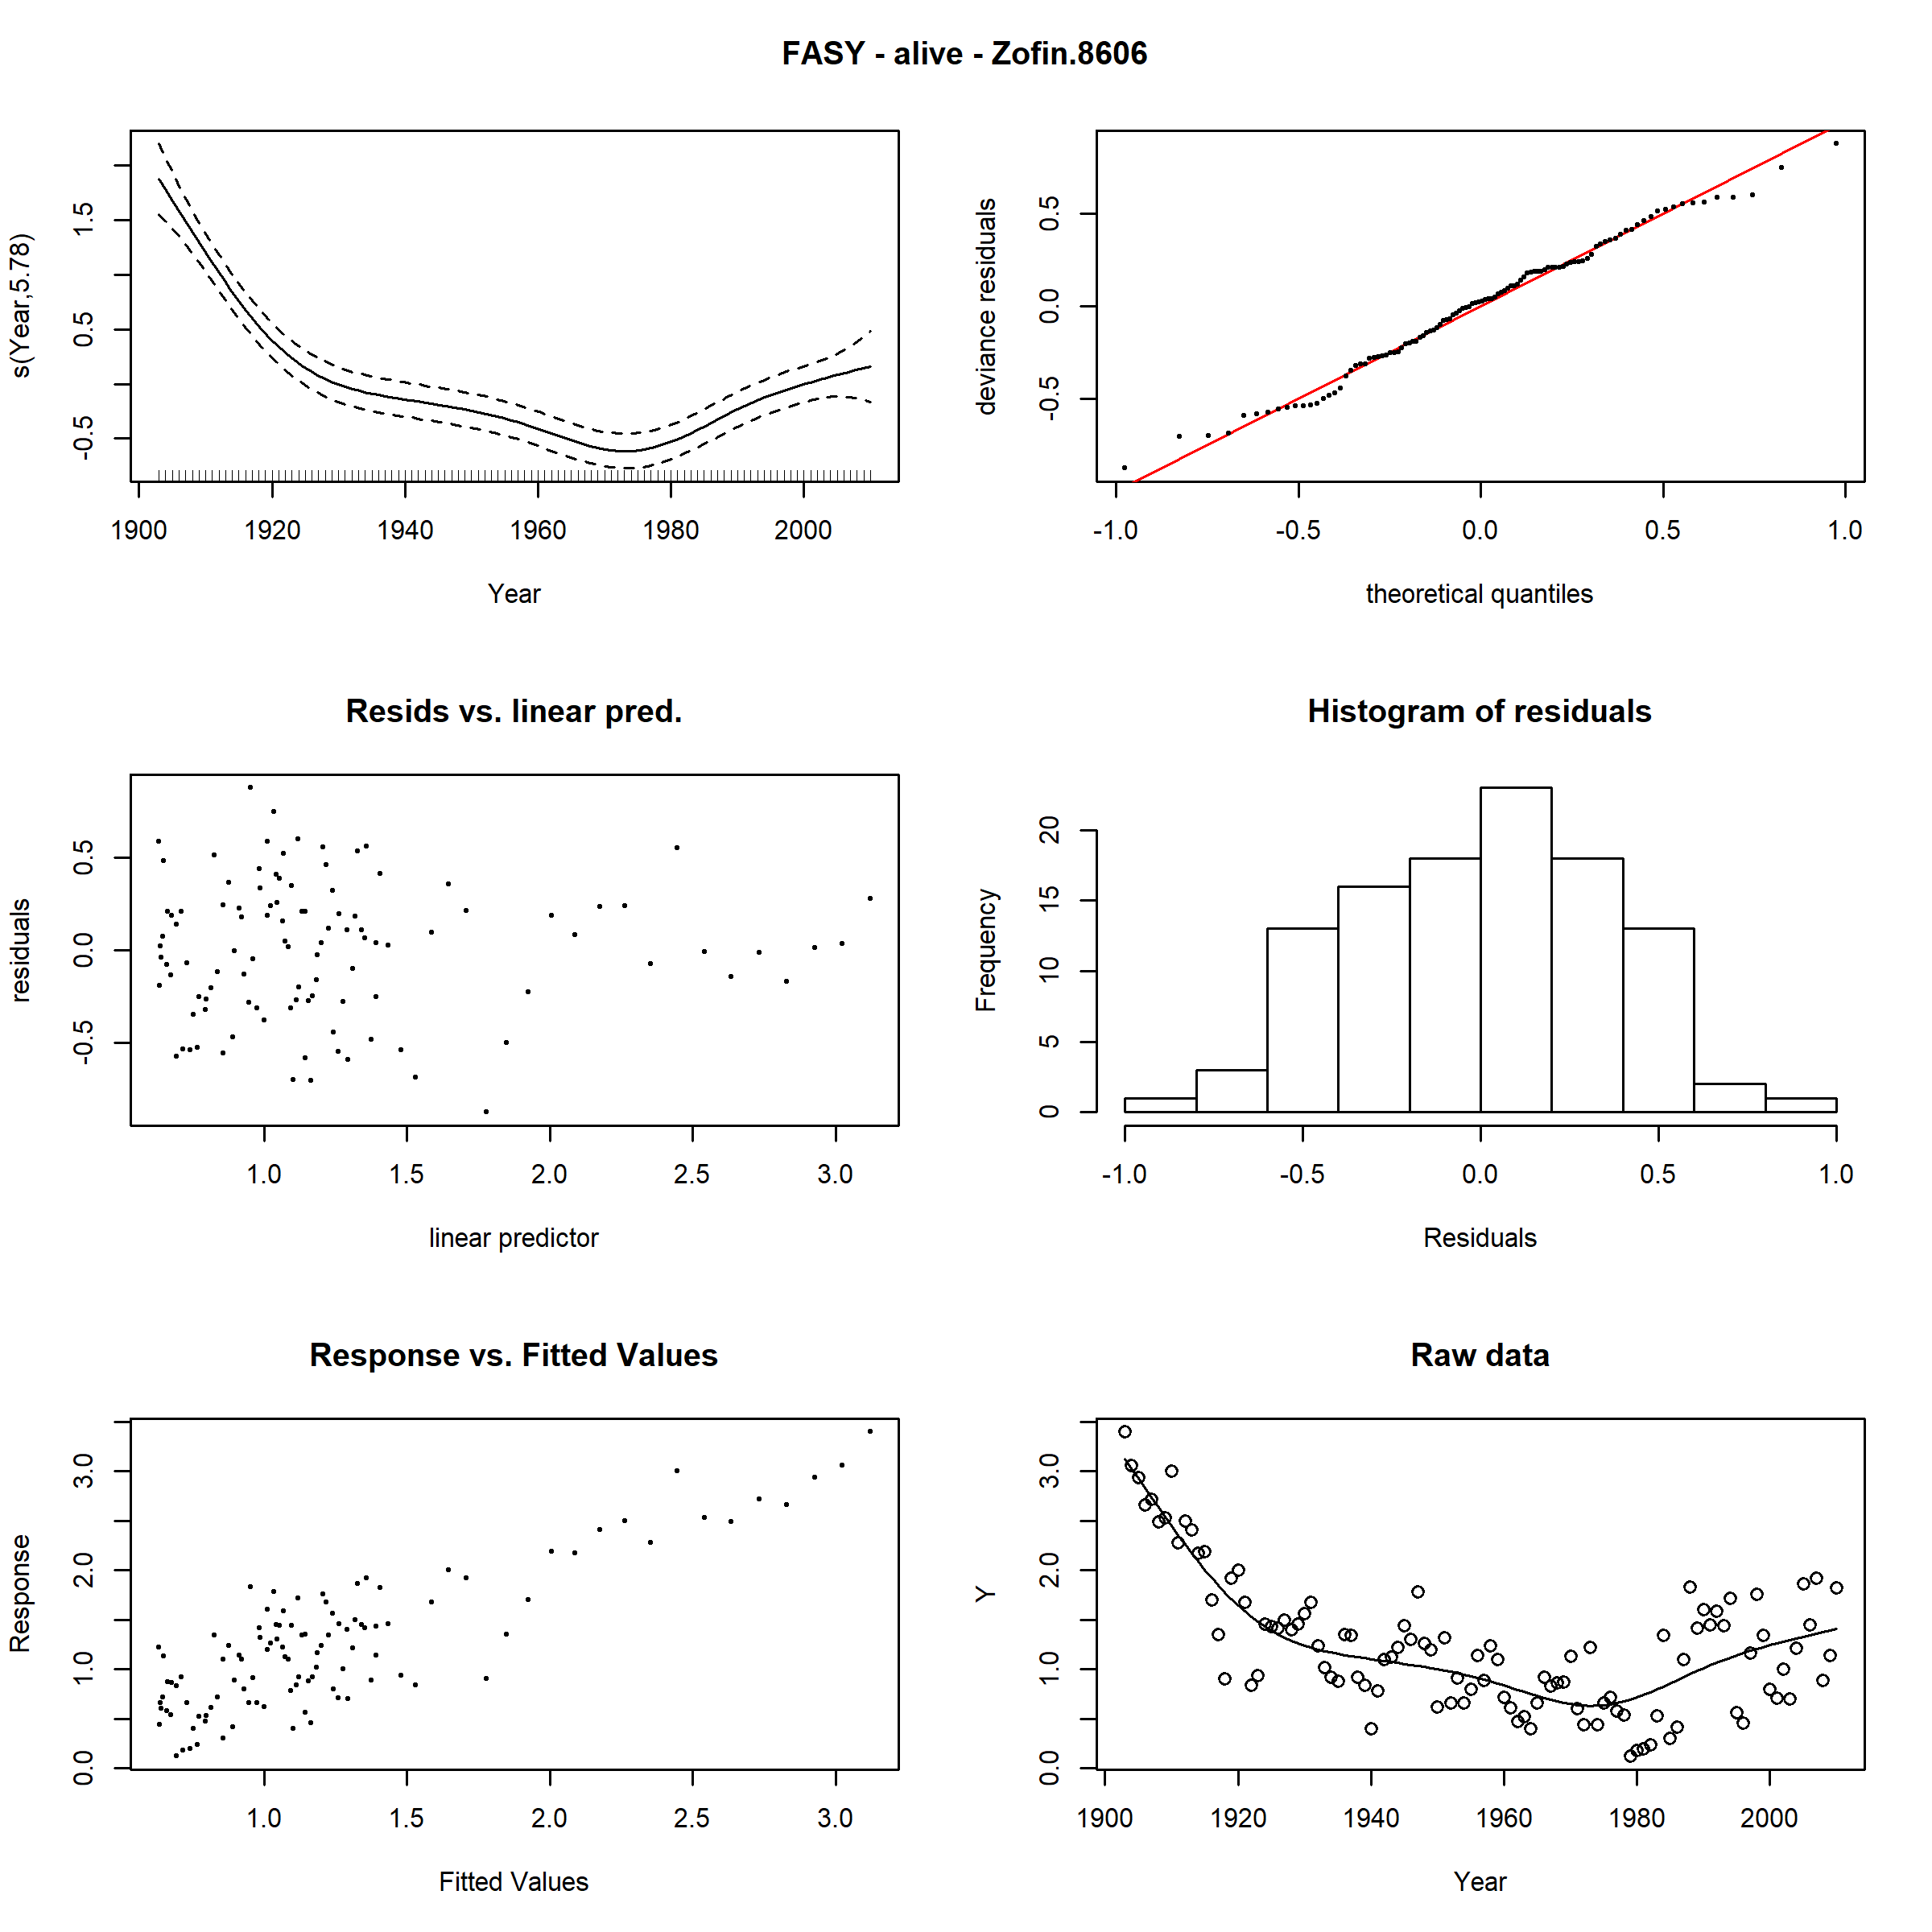 FASY - alive - Zofin.8606
s(Year,5.78)
-0.5 0.5 1.5
1900 1920 1940 1960 1980 2000
Year
deviance residuals
-0.5 0.0 0.5
-1.0 -0.5 0.0 0.5 1.0
theoretical quantiles
Resids vs. linear pred.
residuals
-0.5 0.0 0.5
1.0 1.5 2.0 2.5 3.0
linear predictor
Histogram of residuals
Frequency
0 5 10 15 20
-1.0 -0.5 0.0 0.5 1.0
Residuals
Response vs. Fitted Values
Response
0.0 1.0 2.0 3.0
1.0 1.5 2.0 2.5 3.0
Fitted Values
Raw data
Y
0.0 1.0 2.0 3.0
1900 1920 1940 1960 1980 2000
Year